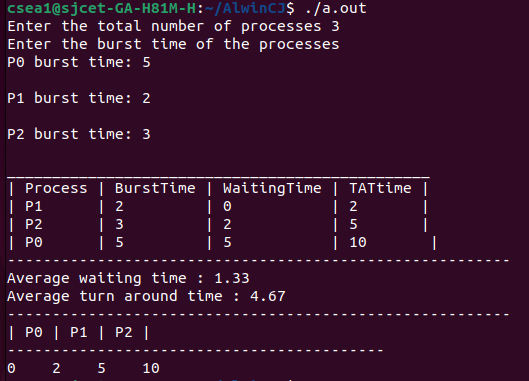 csea1@sjcet-GA-H81M-H:~/AlwinCJ$ ./a.out
Enter the total number of processes 3
Enter the burst time of the processes
P0 burst time: 5
P1 burst time: 2
P2 burst time: 3
_______________________________________________
| Process | BurstTime | WaitingTime | TATtime |
| P1      | 2         | 0           | 2       |
| P2      | 3         | 2           | 5       |
| P0      | 5         | 5           | 10       |
--------------------------------------------------------
Average waiting time : 1.33
Average turn around time : 4.67
--------------------------------------------------------
| P0 | P1 | P2 |
------------------------------------------
0    2    5    10